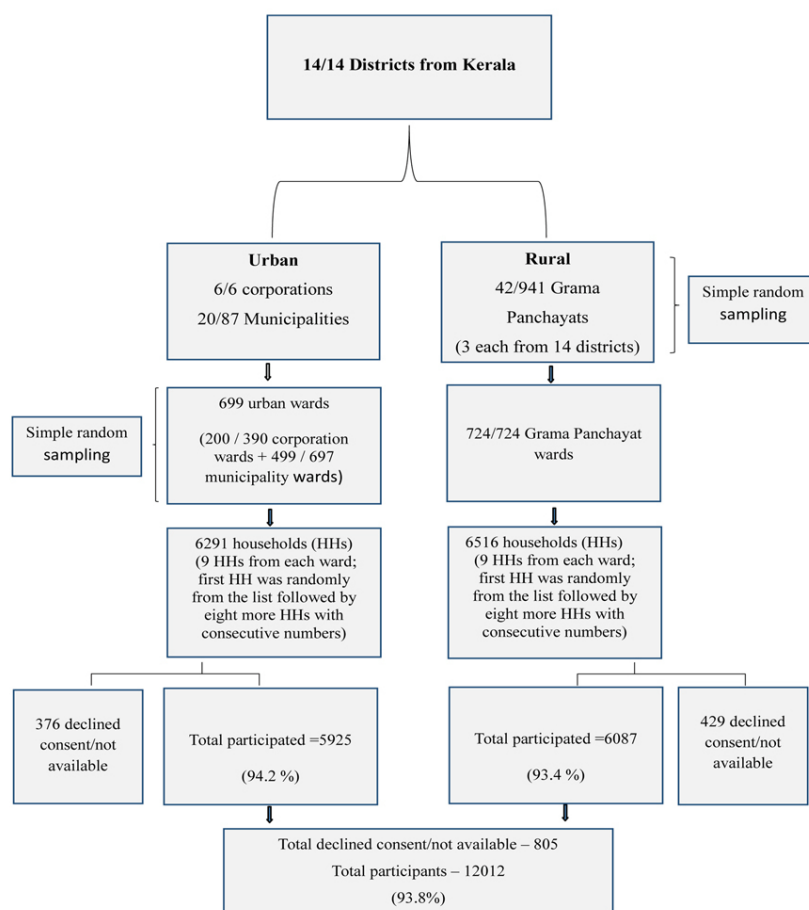 14/14 Districts from Kerala
Urban
6/6 corporations
20/87 Municipalities
Rural
42/941 Grama
Panchayats
(3 each from 14 districts)
Simple random
sampling
Simple random
sampling
699 urban wards
(200 / 390 corporation
wards + 499 / 697
municipality wards)
724/724 Grama Panchayat
wards
6291 households (HHs)
(9 HHs from each ward;
first HH was randomly
from the list followed by
eight more HHs with
consecutive numbers)
6516 households (HHs)
(9 HHs from each ward;
first HH was randomly
from the list followed by
eight more HHs with
consecutive numbers)
376 declined
consent/not
available
Total participated =5925
(94.2 %)
Total participated =6087
(93.4 %)
429 declined
consent/not
available
Total declined consent/not available – 805
Total participants – 12012
(93.8%)